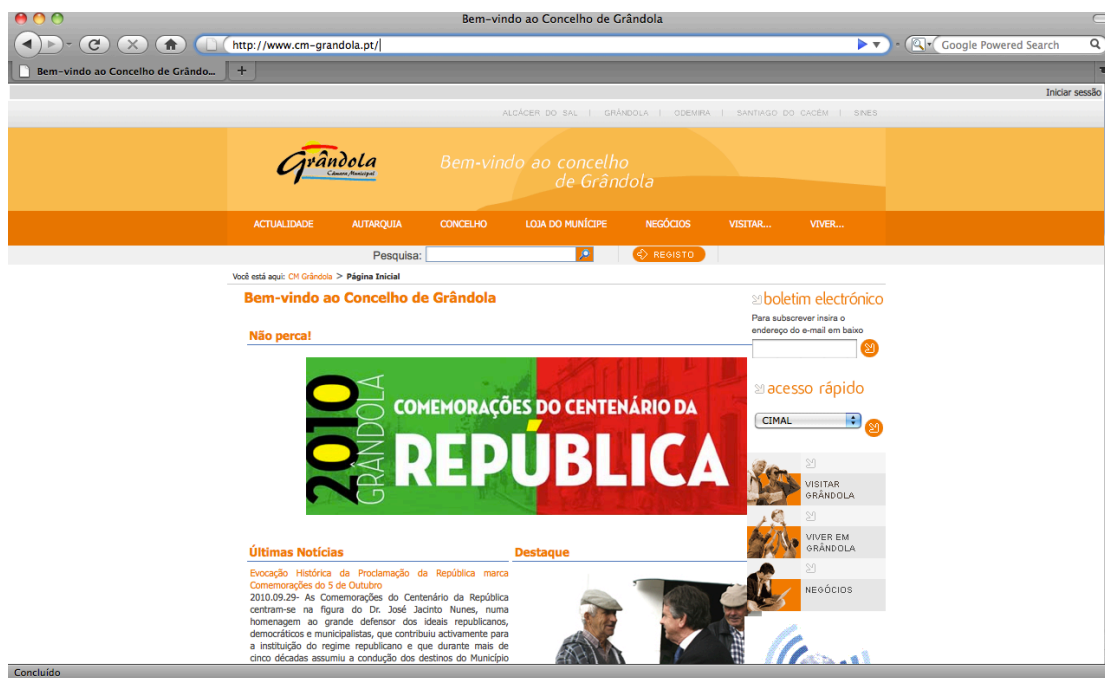 Bem-vindo ao Concelho de Grândola
http://www.cm-grandola.pt/
Google Powered Search
Bem-vindo ao Concelho de Grândo...
+
Iniciar sessão
ALCÁCER DO SAL | GRÂNDOLA | ODEMIRA | SANTIAGO DO CACÉM | SINES
Grândola
Câmara Municipal
Bem-vindo ao concelho
de Grândola
ACTUALIDADE AUTARQUIA CONCELHO LOJA DO MUNÍCIPE NEGÓCIOS VISITAR... VIVER...
Pesquisa:
REGISTO
Você está aqui: CM Grândola > Página Inicial
Bem-vindo ao Concelho de Grândola
Não perca!
2010
GRÂNDOLA
COMEMORAÇÕES DO CENTENÁRIO DA
REPÚBLICA
Últimas Notícias
Evocação Histórica da Proclamação da República marca
Comemorações do 5 de Outubro
2010.09.29- As Comemorações do Centenário da República
centram-se na figura do Dr. José Jacinto Nunes, numa
homenagem ao grande defensor dos ideais republicanos,
democráticos e municipalistas, que contribuiu activamente para
a instituição do regime republicano e que durante mais de
cinco décadas assumiu a condução dos destinos do Município
Destaque
boletim electrónico
Para subscrever insira o
endereço do e-mail em baixo
acesso rápido
CIMAL
VISITAR
GRÂNDOLA
VIVER EM
GRÂNDOLA
NEGÓCIOS
Concluído